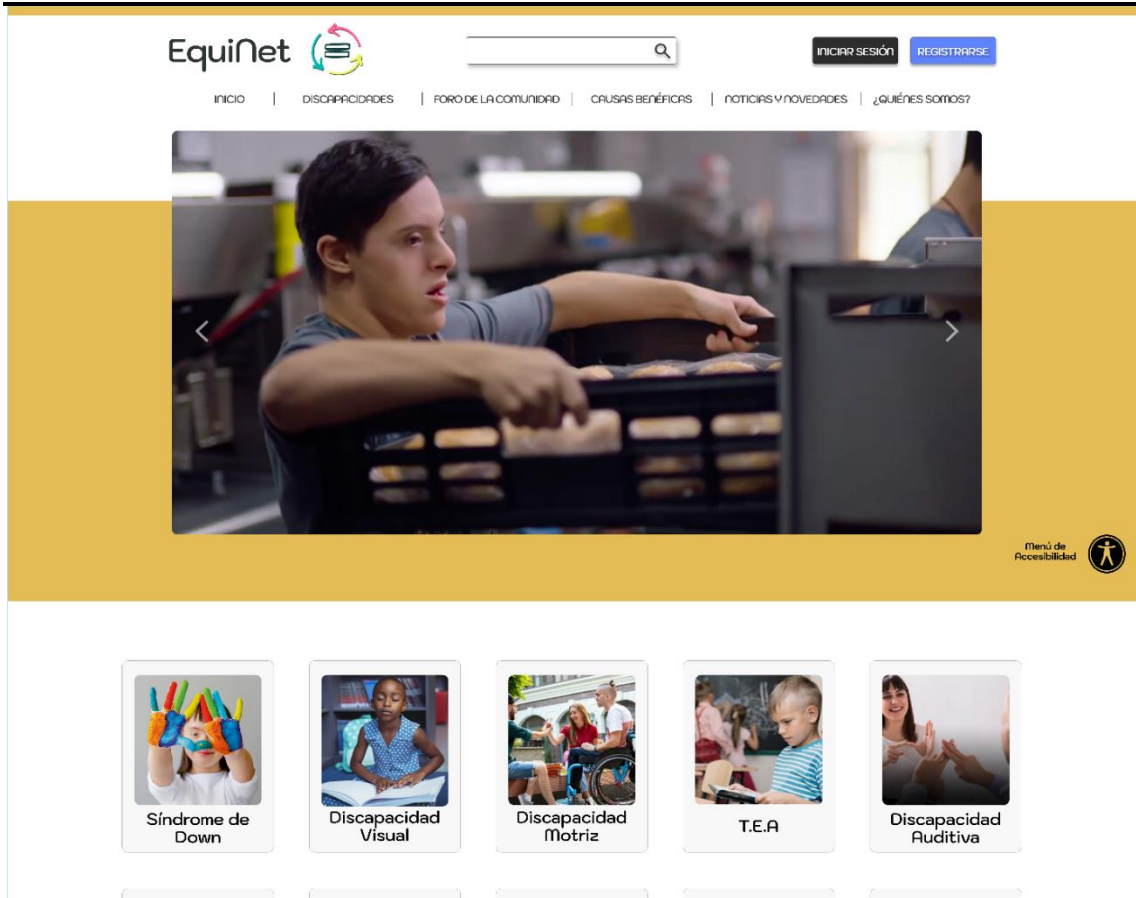 EquiNet
INICIAR SESIÓN
REGISTRARSE
INICIO | DISCAPACIDADES | FORO DE LA COMUNIDAD | CAUSAS BENÉFICAS | NOTICIAS Y NOVEDADES | ¿QUIÉNES SOMOS?
Menú de
Accesibilidad
Síndrome de
Down
Discapacidad
Visual
Discapacidad
Motriz
T.E.A
Discapacidad
Auditiva